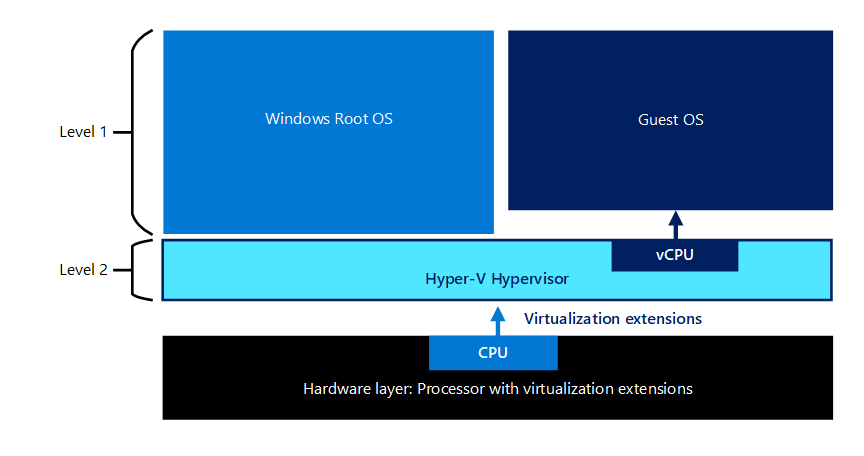 Windows Root OS
Guest OS
Level 1
vCPU
Level 2
Hyper-V Hypervisor
Virtualization extensions
CPU
Hardware layer: Processor with virtualization extensions